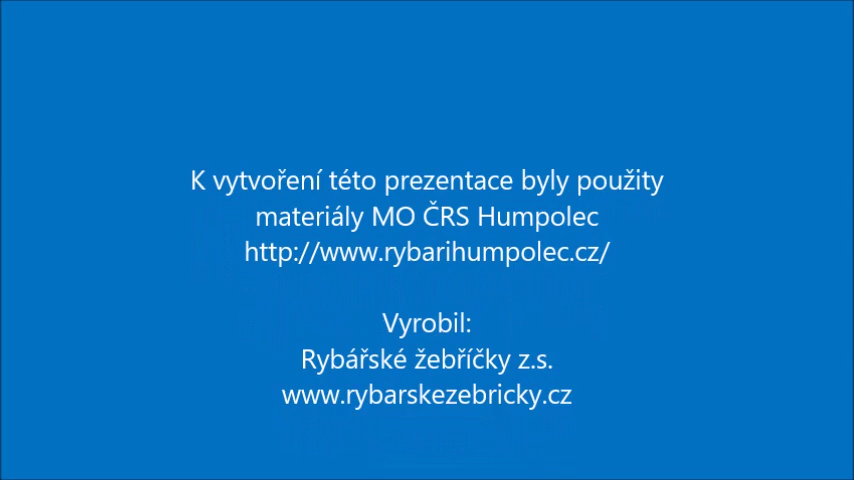 K vytvoření této prezentace byly použity
materiály MO ČRS Humpolec
http://www.rybarihumpolec.cz/
Vyrobil:
Rybářské žebříčky z.s.
www.rybarskezebricky.cz